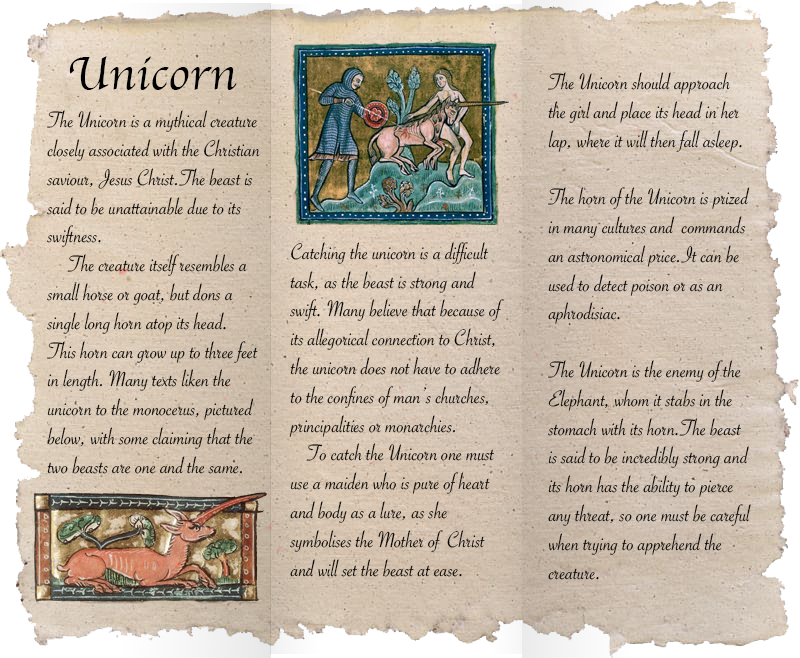 Unicorn
The Unicorn is a mythical creature
closely associated with the Christian
saviour, Jesus Christ.The beast is
said to be unattainable due to its
swiftness.
The creature itself resembles a
small horse or goat, but dons a
single long horn atop its head.
This horn can grow up to three feet
in length. Many texts liken the
unicorn to the monocerus, pictured
below, with some claiming that the
two beasts are one and the same.
Catching the unicorn is a difficult
task, as the beast is strong and
swift. Many believe that because of
its allegorical connection to Christ,
the unicorn does not have to adhere
to the confines of man's churches,
principalities or monarchies.
To catch the Unicorn one must
use a maiden who is pure of heart
and body as a lure, as she
symbolises the Mother of Christ
and will set the beast at ease.
The Unicorn should approach
the girl and place its head in her
lap, where it will then fall asleep.
The horn of the Unicorn is prized
in many cultures and commands
an astronomical price.It can be
used to detect poison or as an
aphrodisiac.
The Unicorn is the enemy of the
Elephant, whom it stabs in the
stomach with its horn.The beast
is said to be incredibly strong and
its horn has the ability to pierce
any threat, so one must be careful
when trying to apprehend the
creature.